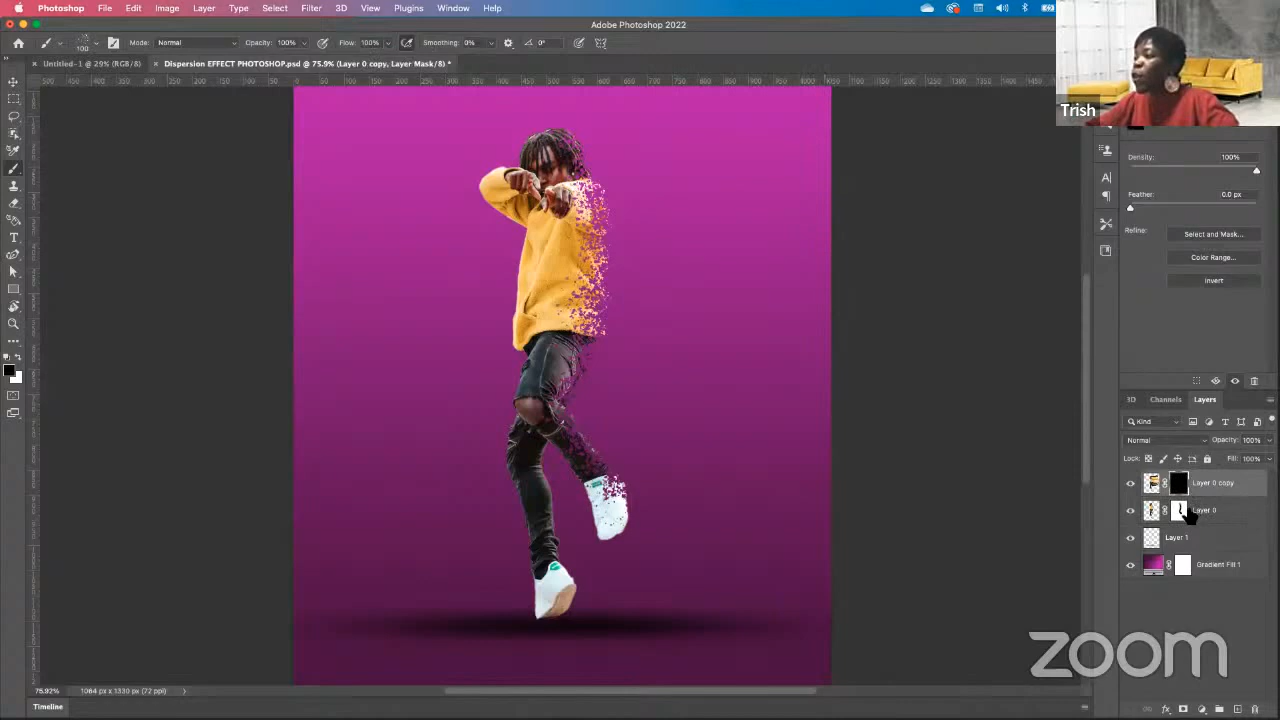 Photoshop File Edit Image Layer Type Select Filter 3D View Plugins Window Help
Adobe Photoshop 2022
100 Mode: Normal Opacity: 100% Flow: 100% Smoothing: 0% 0°
Untitled-1 @ 29% (RGB/8) Dispersion EFFECT PHOTOSHOP.psd @ 75.9% (Layer 0 copy, Layer Mask/8) *
Trish
Density: 100%
Feather: 0.0 px
Refine: Select and Mask...
Color Range...
Invert
3D Channels Layers
Kind
Normal Opacity: 100%
Lock: Fill: 100%
Layer 0 copy
Layer 0
Layer 1
Gradient Fill 1
zoom
75.92% 1064 px x 1330 px (72 ppi)
Timeline